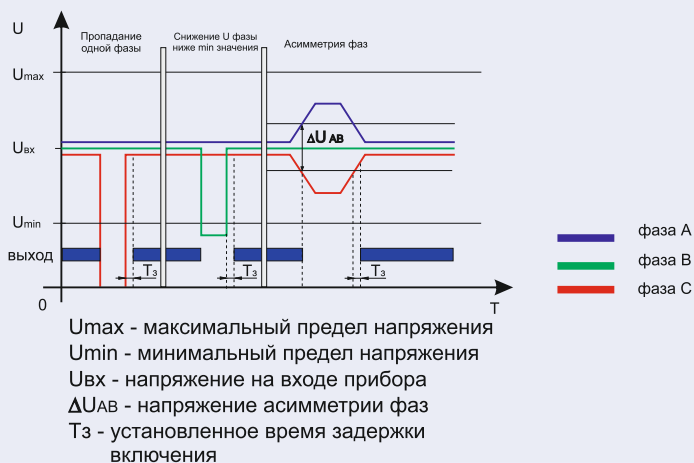 U
Пропадание
одной фазы
Снижение U фазы
ниже min значения
Асимметрия фаз
Umax
Uвх
ΔU AB
Umin
выход
Tз
Tз
Tз
0
T
фаза A
фаза B
фаза C
Umax - максимальный предел напряжения
Umin - минимальный предел напряжения
Uвх - напряжение на входе прибора
ΔUAB - напряжение асимметрии фаз
Tз - установленное время задержки
включения